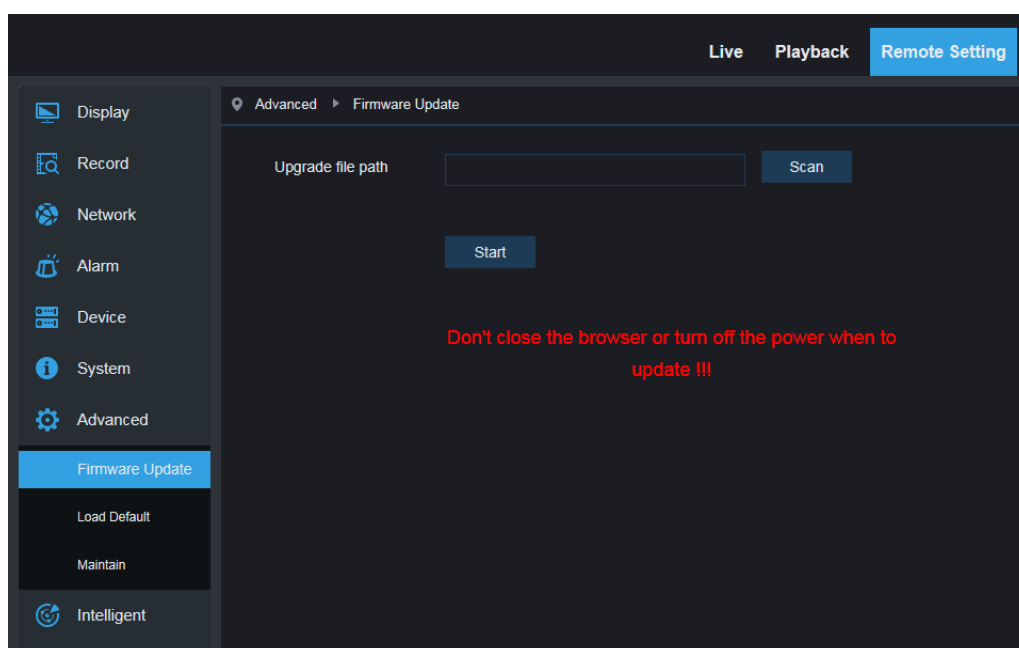 Live Playback Remote Setting
Display
Record
Network
Alarm
Device
System
Advanced
Firmware Update
Load Default
Maintain
Intelligent
Advanced Firmware Update
Upgrade file path Scan
Start
Don't close the browser or turn off the power when to
update !!!